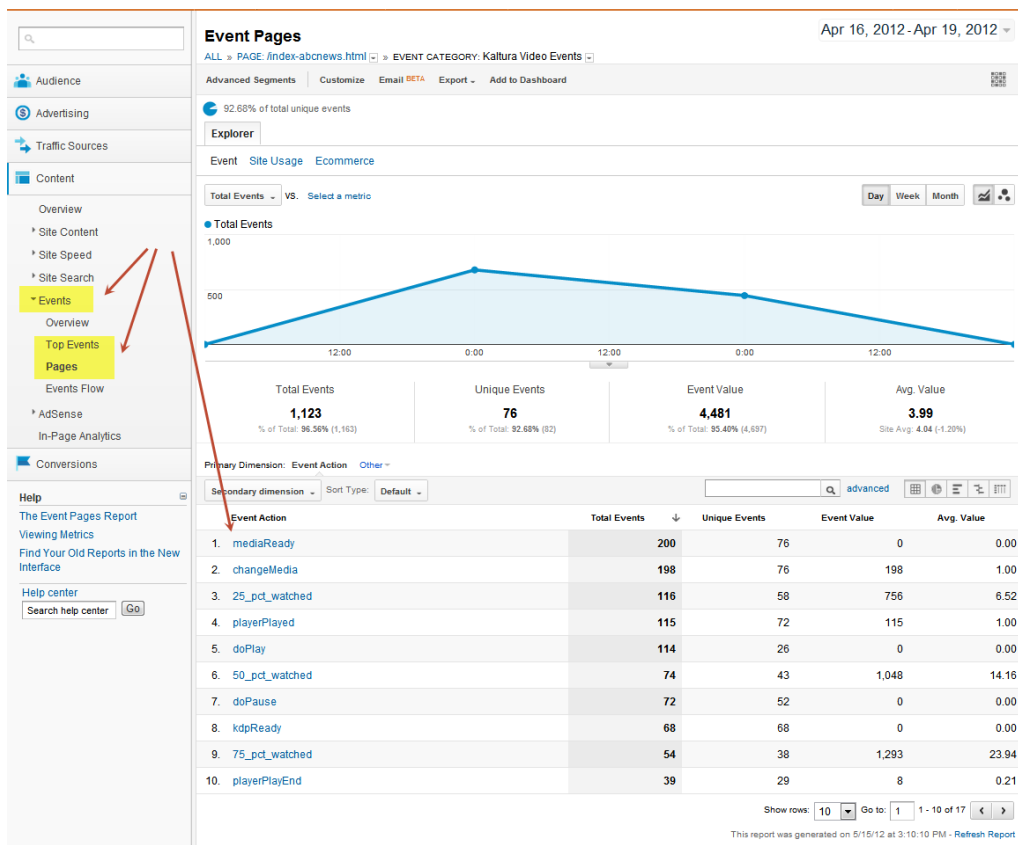 Audience
Advertising
Traffic Sources
Content
Overview
Site Content
Site Speed
Site Search
Events
Overview
Top Events
Pages
Events Flow
AdSense
In-Page Analytics
Conversions
Help
The Event Pages Report
Viewing Metrics
Find Your Old Reports in the New
Interface
Help center
Search help center Go
Event Pages
Apr 16, 2012 - Apr 19, 2012
ALL » PAGE: /index-abcnews.html » EVENT CATEGORY: Kaltura Video Events
Advanced Segments Customize Email BETA Export Add to Dashboard
92.68% of total unique events
Explorer
Event Site Usage Ecommerce
Total Events VS. Select a metric Day Week Month
Total Events
1,000
500
12:00 0:00 12:00 0:00 12:00
Total Events Unique Events Event Value Avg. Value
1,123 76 4,481 3.99
% of Total: 96.56% (1,163) % of Total: 92.68% (82) % of Total: 95.40% (4,697) Site Avg: 4.04 (-1.20%)
Primary Dimension: Event Action Other
Secondary dimension Sort Type: Default advanced
Event Action Total Events Unique Events Event Value Avg. Value
1. mediaReady 200 76 0 0.00
2. changeMedia 198 76 198 1.00
3. 25_pct_watched 116 58 756 6.52
4. playerPlayed 115 72 115 1.00
5. doPlay 114 26 0 0.00
6. 50_pct_watched 74 43 1,048 14.16
7. doPause 72 52 0 0.00
8. kdpReady 68 68 0 0.00
9. 75_pct_watched 54 38 1,293 23.94
10. playerPlayEnd 39 29 8 0.21
Show rows: 10 Go to: 1 1 - 10 of 17
This report was generated on 5/15/12 at 3:10:10 PM - Refresh Report